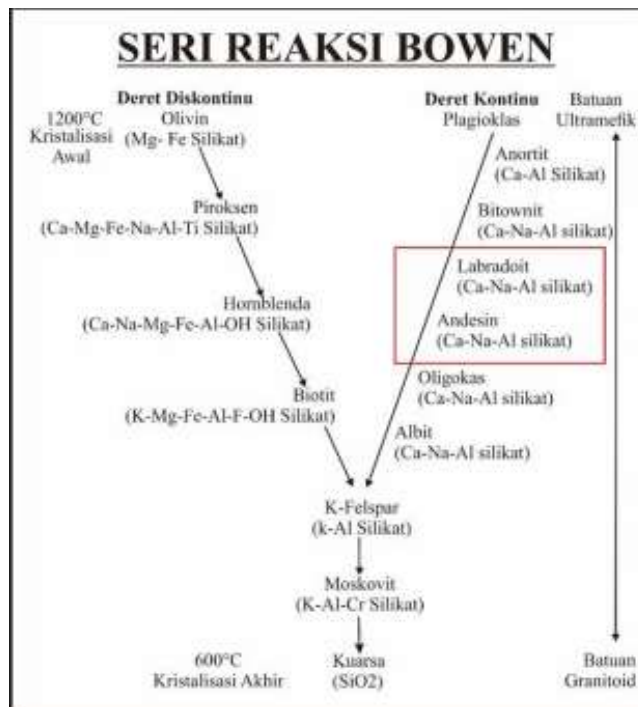 SERI REAKSI BOWEN
Deret Diskontinu
Olivin
(Mg- Fe Silikat)
1200°C
Kristalisasi
Awal
Piroksen
(Ca-Mg-Fe-Na-Al-Ti Silikat)
Hornblenda
(Ca-Na-Mg-Fe-Al-OH Silikat)
Biotit
(K-Mg-Fe-Al-F-OH Silikat)
Deret Kontinu
Plagioklas
Anortit
(Ca-Al Silikat)
Bitownit
(Ca-Na-Al silikat)
Labradoit
(Ca-Na-Al silikat)
Andesin
(Ca-Na-Al silikat)
Oligokas
(Ca-Na-Al silikat)
Albit
(Ca-Na-Al silikat)
Batuan
Ultramefik
K-Felspar
(k-Al Silikat)
Moskovit
(K-Al-Cr Silikat)
600°C
Kristalisasi Akhir
Kuarsa
(SiO2)
Batuan
Granitoid